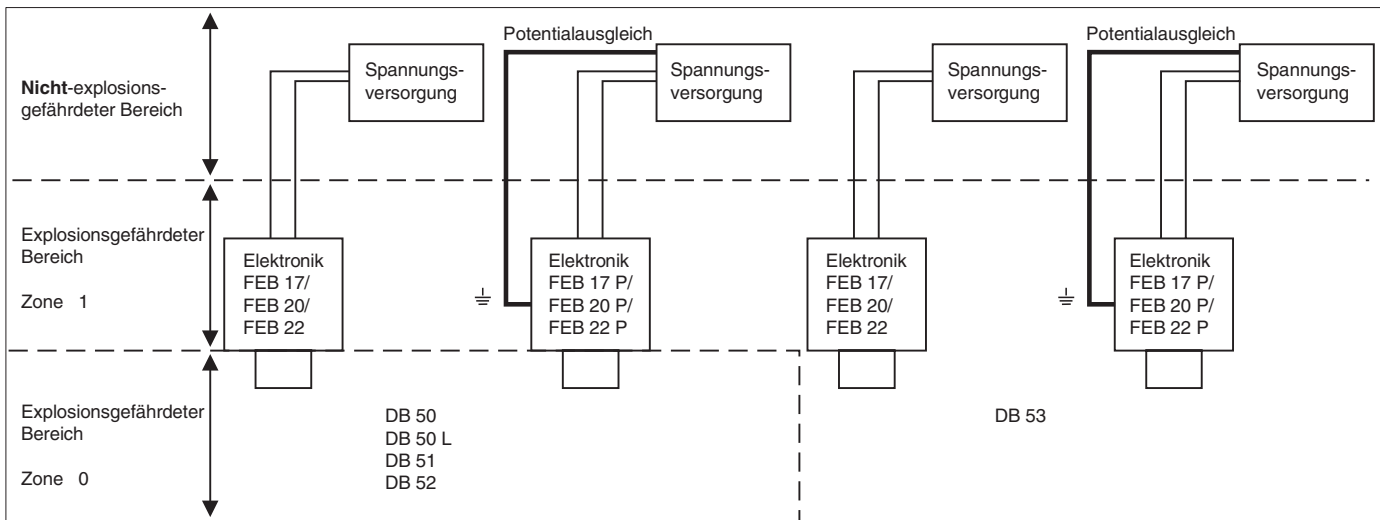 Potentialausgleich
Potentialausgleich
Nicht-explosions-
gefährdeter Bereich
Spannungs-
versorgung
Spannungs-
versorgung
Spannungs-
versorgung
Spannungs-
versorgung
Explosionsgefährdeter
Bereich
Zone 1
Elektronik
FEB 17/
FEB 20/
FEB 22
Elektronik
FEB 17 P/
FEB 20 P/
FEB 22 P
Elektronik
FEB 17/
FEB 20/
FEB 22
Elektronik
FEB 17 P/
FEB 20 P/
FEB 22 P
Explosionsgefährdeter
Bereich
Zone 0
DB 50
DB 50 L
DB 51
DB 52
DB 53